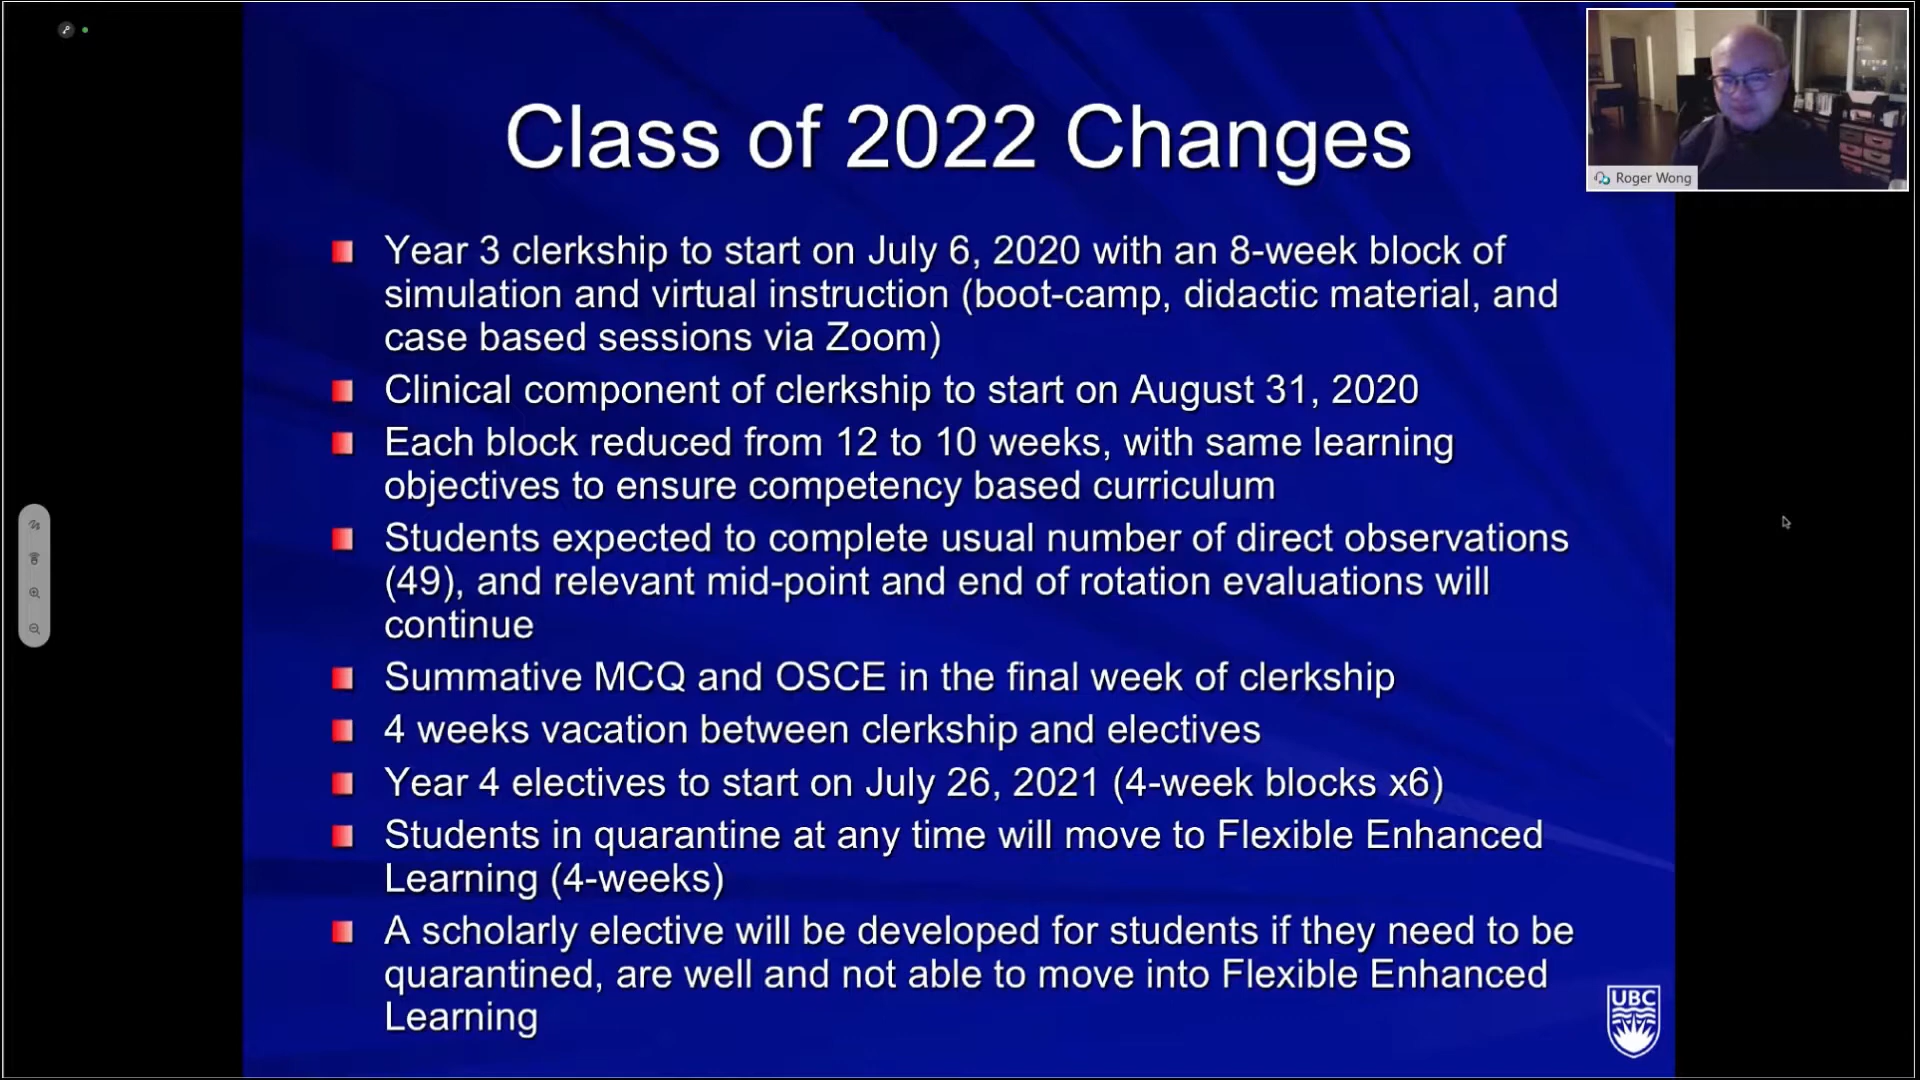 Class of 2022 Changes
Roger Wong
Year 3 clerkship to start on July 6, 2020 with an 8-week block of
simulation and virtual instruction (boot-camp, didactic material, and
case based sessions via Zoom)
Clinical component of clerkship to start on August 31, 2020
Each block reduced from 12 to 10 weeks, with same learning
objectives to ensure competency based curriculum
Students expected to complete usual number of direct observations
(49), and relevant mid-point and end of rotation evaluations will
continue
Summative MCQ and OSCE in the final week of clerkship
4 weeks vacation between clerkship and electives
Year 4 electives to start on July 26, 2021 (4-week blocks x6)
Students in quarantine at any time will move to Flexible Enhanced
Learning (4-weeks)
A scholarly elective will be developed for students if they need to be
quarantined, are well and not able to move into Flexible Enhanced
Learning
UBC